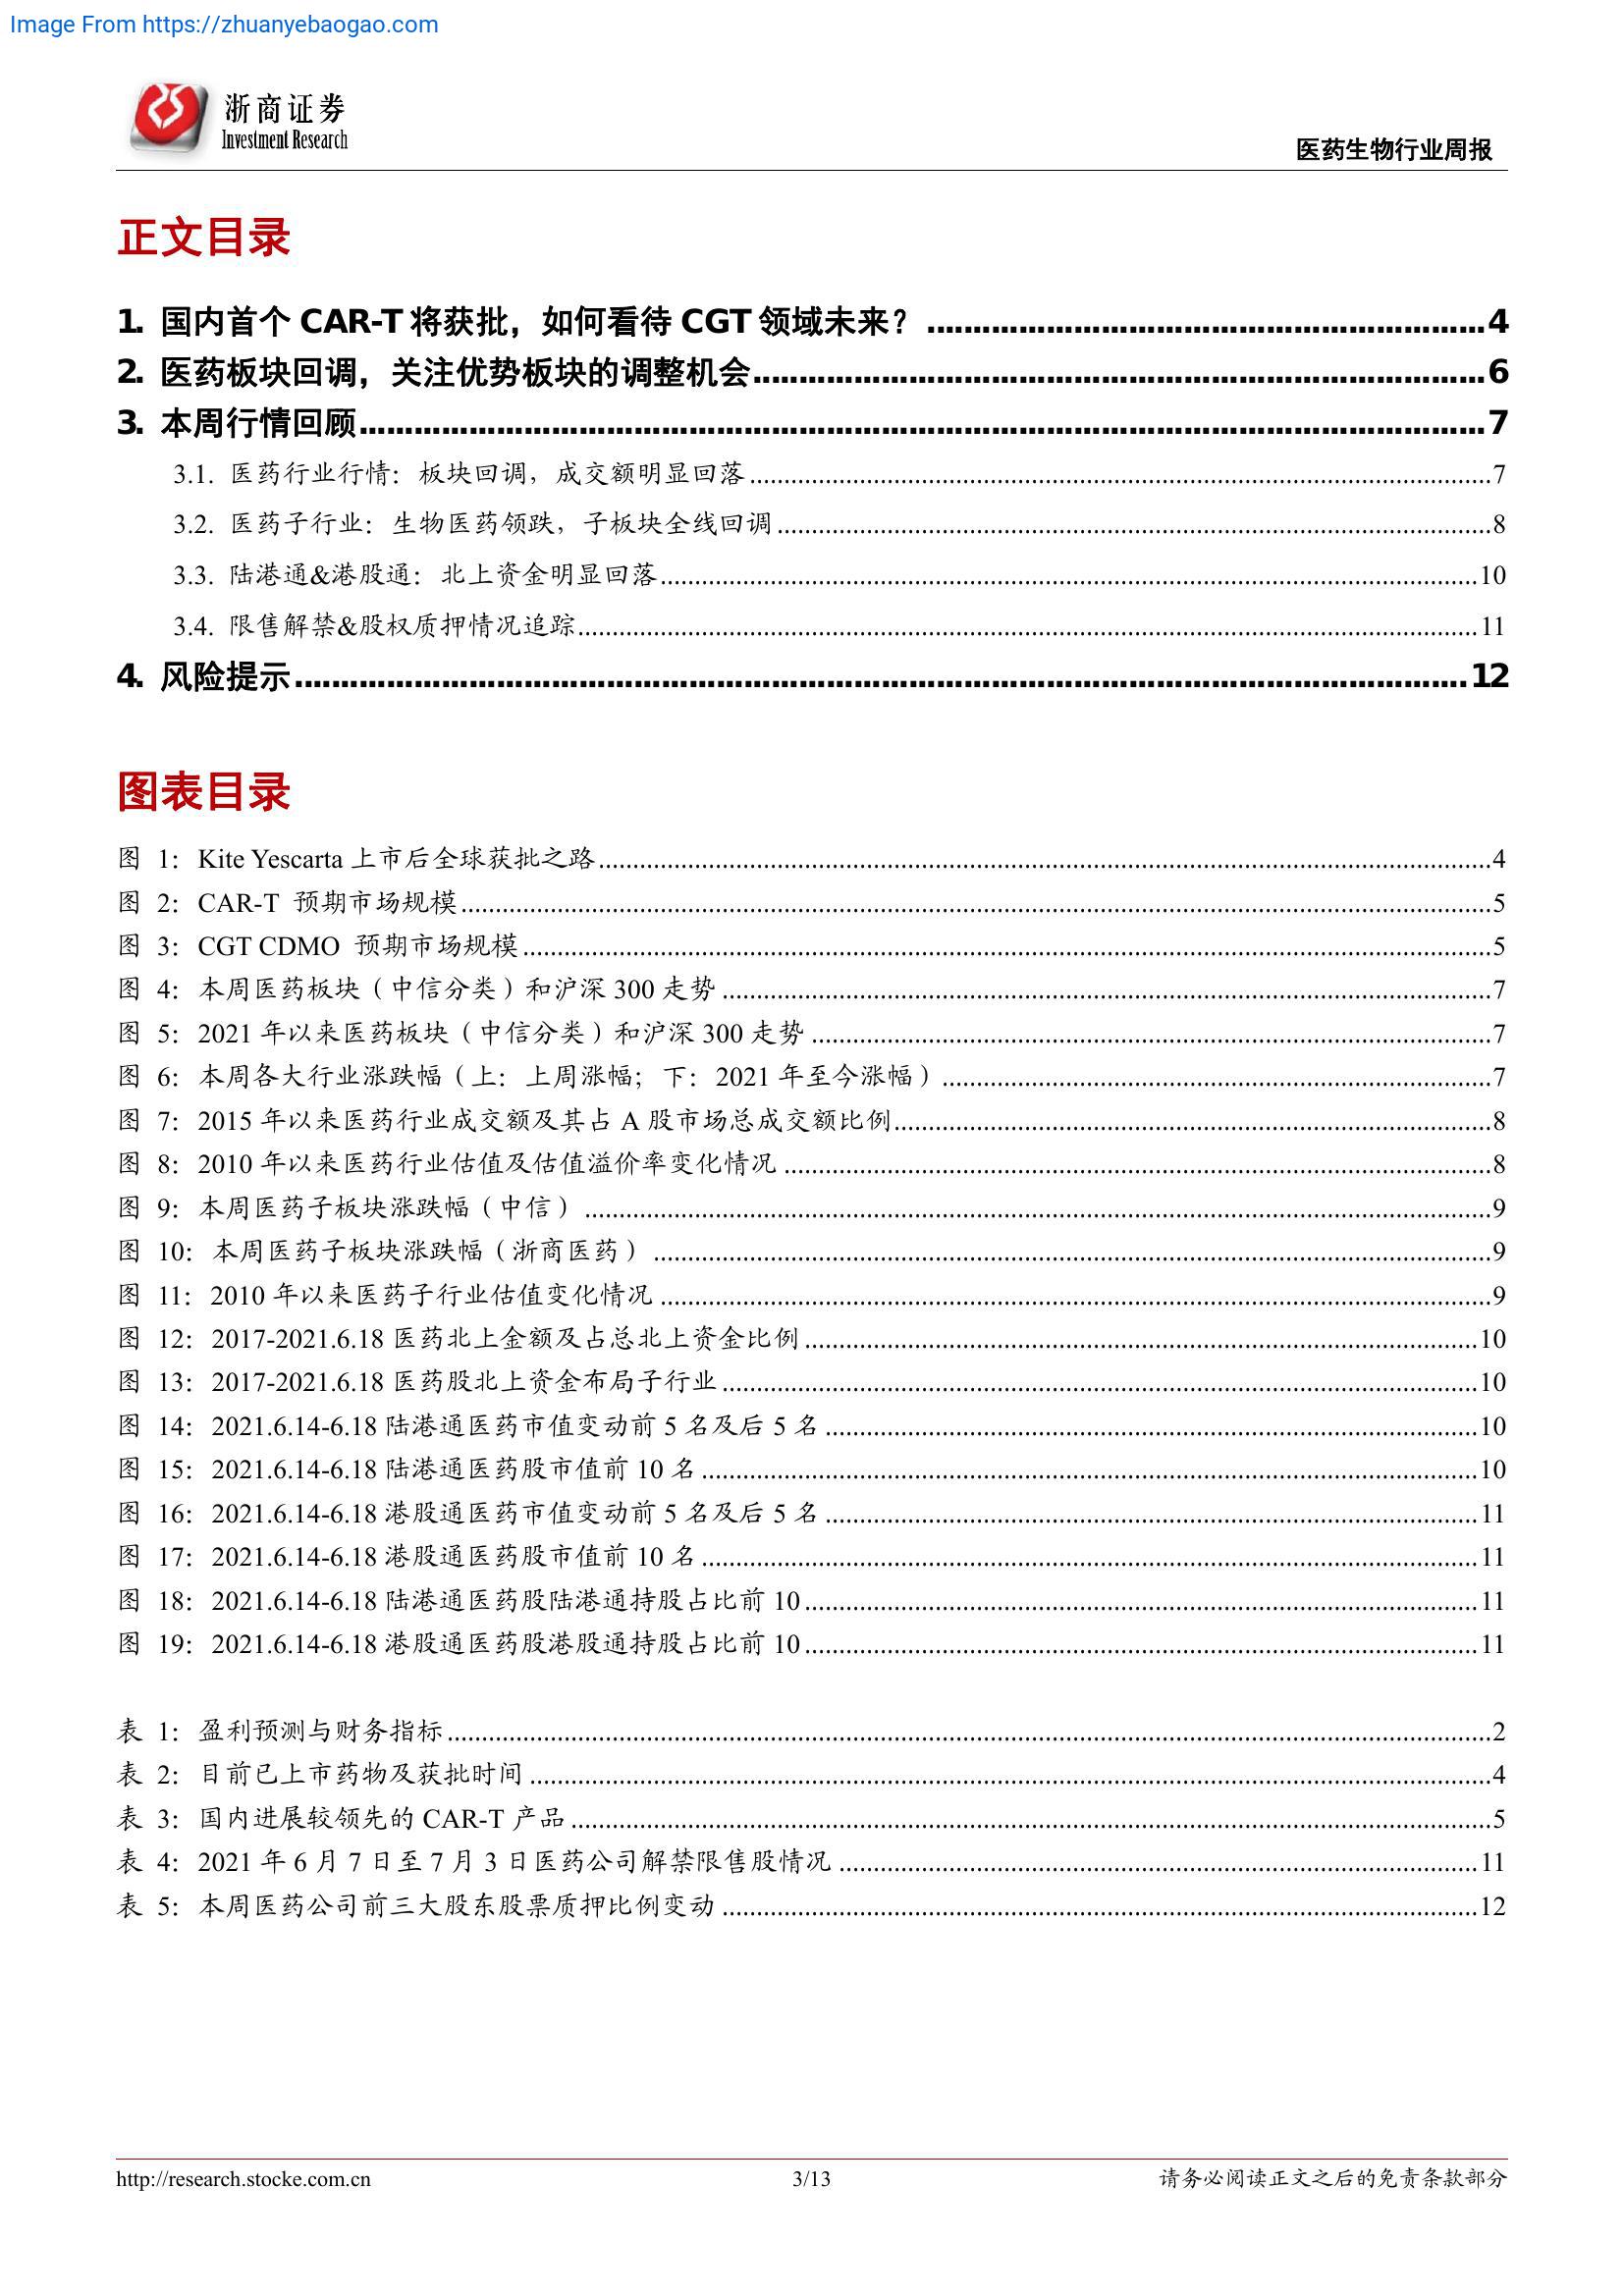 Image From https://zhuanyebaogao.com
浙商证券
Investment Research
医药生物行业周报
正文目录
1. 国内首个 CAR-T 将获批，如何看待 CGT 领域未来？ ........................................ 4
2. 医药板块回调，关注优势板块的调整机会 ........................................ 6
3. 本周行情回顾 ........................................ 7
3.1. 医药行业行情：板块回调，成交额明显回落 ........................................ 7
3.2. 医药子行业：生物医药领跌，子板块全线回调 ........................................ 8
3.3. 陆港通&港股通：北上资金明显回落 ........................................ 10
3.4. 限售解禁&股权质押情况追踪 ........................................ 11
4. 风险提示 ........................................ 12
图表目录
图 1：Kite Yescarta 上市后全球获批之路 ........................................ 4
图 2：CAR-T 预期市场规模 ........................................ 5
图 3：CGT CDMO 预期市场规模 ........................................ 5
图 4：本周医药板块（中信分类）和沪深 300 走势 ........................................ 7
图 5：2021 年以来医药板块（中信分类）和沪深 300 走势 ........................................ 7
图 6：本周各大行业涨跌幅（上：上周涨幅；下：2021 年至今涨幅） ........................................ 7
图 7：2015 年以来医药行业成交额及其占 A 股市场总成交额比例 ........................................ 8
图 8：2010 年以来医药行业估值及估值溢价率变化情况 ........................................ 8
图 9：本周医药子板块涨跌幅（中信） ........................................ 9
图 10：本周医药子板块涨跌幅（浙商医药） ........................................ 9
图 11：2010 年以来医药子行业估值变化情况 ........................................ 9
图 12：2017-2021.6.18 医药北上金额及占总北上资金比例 ........................................ 10
图 13：2017-2021.6.18 医药股北上资金布局子行业 ........................................ 10
图 14：2021.6.14-6.18 陆港通医药市值变动前 5 名及后 5 名 ........................................ 10
图 15：2021.6.14-6.18 陆港通医药股市值前 10 名 ........................................ 10
图 16：2021.6.14-6.18 港股通医药市值变动前 5 名及后 5 名 ........................................ 11
图 17：2021.6.14-6.18 港股通医药股市值前 10 名 ........................................ 11
图 18：2021.6.14-6.18 陆港通医药股陆港通持股占比前 10 ........................................ 11
图 19：2021.6.14-6.18 港股通医药股港股通持股占比前 10 ........................................ 11
表 1：盈利预测与财务指标 ........................................ 2
表 2：目前已上市药物及获批时间 ........................................ 4
表 3：国内进展较领先的 CAR-T 产品 ........................................ 5
表 4：2021 年 6 月 7 日至 7 月 3 日医药公司解禁限售股情况 ........................................ 11
表 5：本周医药公司前三大股东股票质押比例变动 ........................................ 12
http://research.stocke.com.cn
3/13
请务必阅读正文之后的免责条款部分